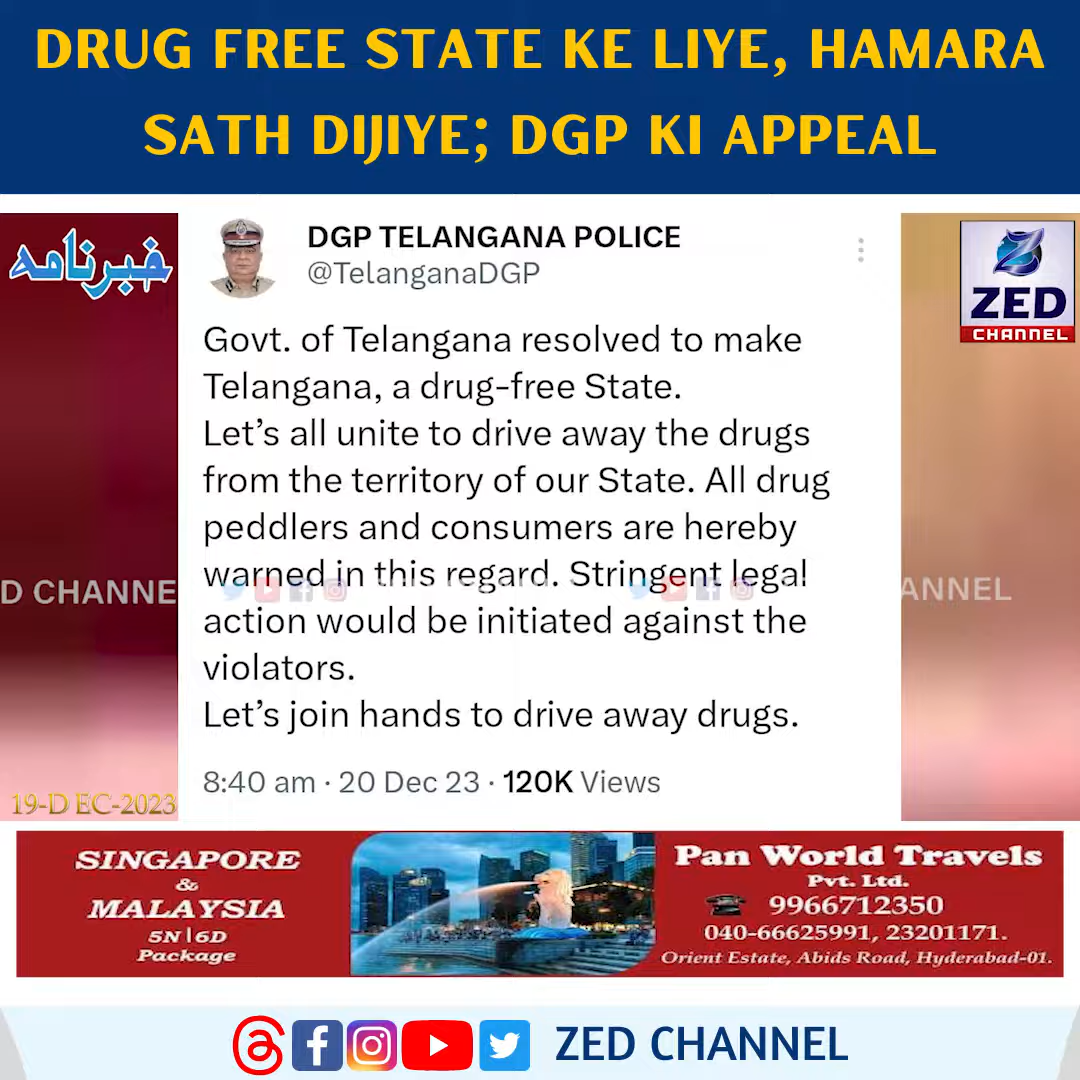 DRUG FREE STATE KE LIYE, HAMARA
SATH DIJIYE; DGP KI APPEAL
خبرنامہ
ZED
CHANNEL
DGP TELANGANA POLICE
@TelanganaDGP
Govt. of Telangana resolved to make
Telangana, a drug-free State.
Let's all unite to drive away the drugs
from the territory of our State. All drug
peddlers and consumers are hereby
warned in this regard. Stringent legal
action would be initiated against the
violators.
Let's join hands to drive away drugs.
8:40 am · 20 Dec 23 · 120K Views
D CHANNE
ANNEL
19-D EC-2023
SINGAPORE
&
MALAYSIA
5N|6D
Package
Pan World Travels
Pvt. Ltd.
9966712350
040-66625991, 23201171.
Orient Estate, Abids Road, Hyderabad-01.
ZED CHANNEL